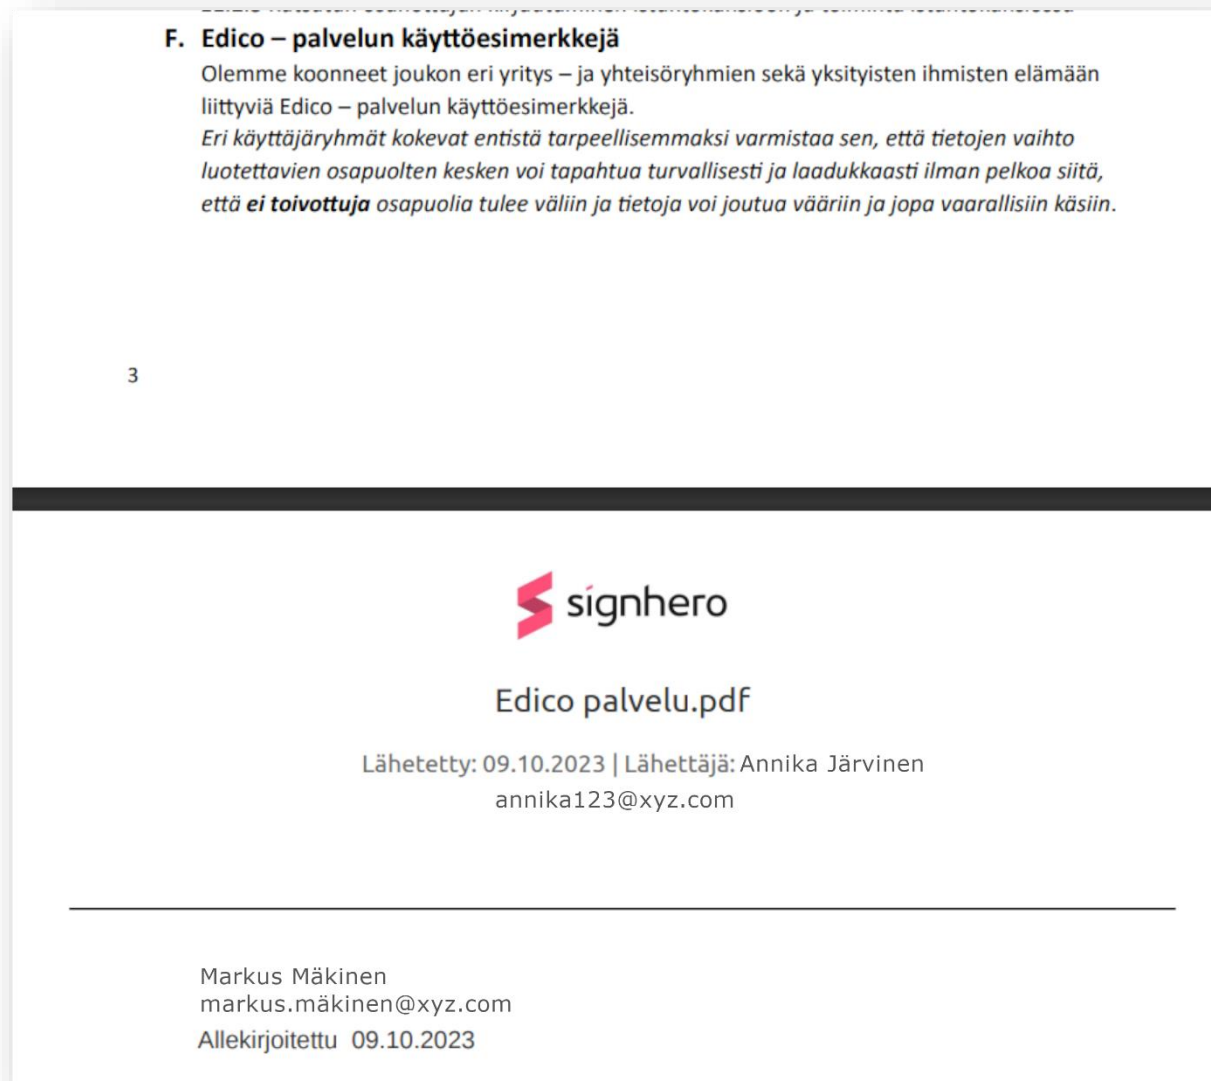 F. Edico – palvelun käyttöesimerkkejä
Olemme koonneet joukon eri yritys – ja yhteisöryhmien sekä yksityisten ihmisten elämään
liittyviä Edico – palvelun käyttöesimerkkejä.
Eri käyttäjäryhmät kokevat entistä tarpeellisemmaksi varmistaa sen, että tietojen vaihto
luotettavien osapuolten kesken voi tapahtua turvallisesti ja laadukkaasti ilman pelkoa siitä,
että ei toivottuja osapuolia tulee väliin ja tietoja voi joutua vääriin ja jopa vaarallisiin käsiin.
3
signhero
Edico palvelu.pdf
Lähetetty: 09.10.2023 | Lähettäjä: Annika Järvinen
annika123@xyz.com
Markus Mäkinen
markus.mäkinen@xyz.com
Allekirjoitettu 09.10.2023